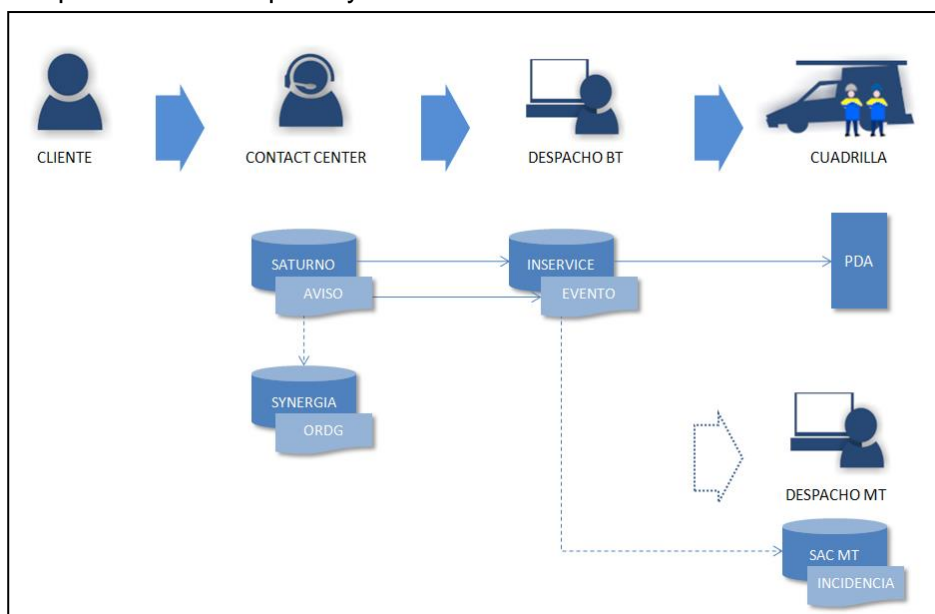 CLIENTE
CONTACT CENTER
DESPACHO BT
CUADRILLA
SATURNO
AVISO
INSERVICE
EVENTO
PDA
SYNERGIA
ORDG
DESPACHO MT
SAC MT
INCIDENCIA